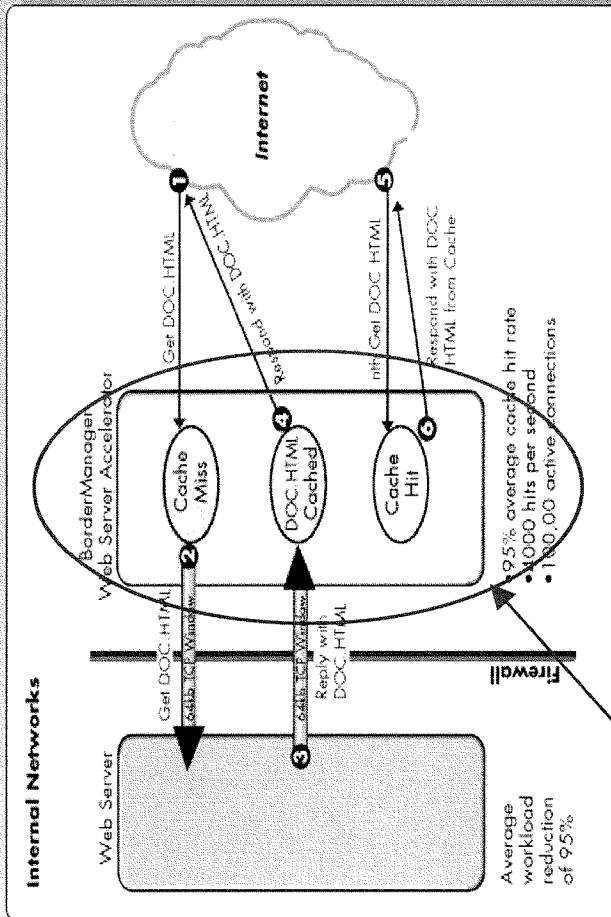 Internal Networks
Web Server
Average
workload
reduction
of 95%
Firewall
Get DOC.HTML
64kb TCP Window
64kb TCP Window
Reply with
DOC.HTML
BorderManager
Web Server Accelerator
Cache
Miss
DOC.HTML
Cached
Cache
Hit
• 95% average cache hit rate
• 4000 hits per second
• 100,00 active connections
Get DOC.HTML
Respond with DOC.HTML
nth Get DOC HTML
Respond with DOC
HTML from Cache
Internet
1
2
3
4
5
6